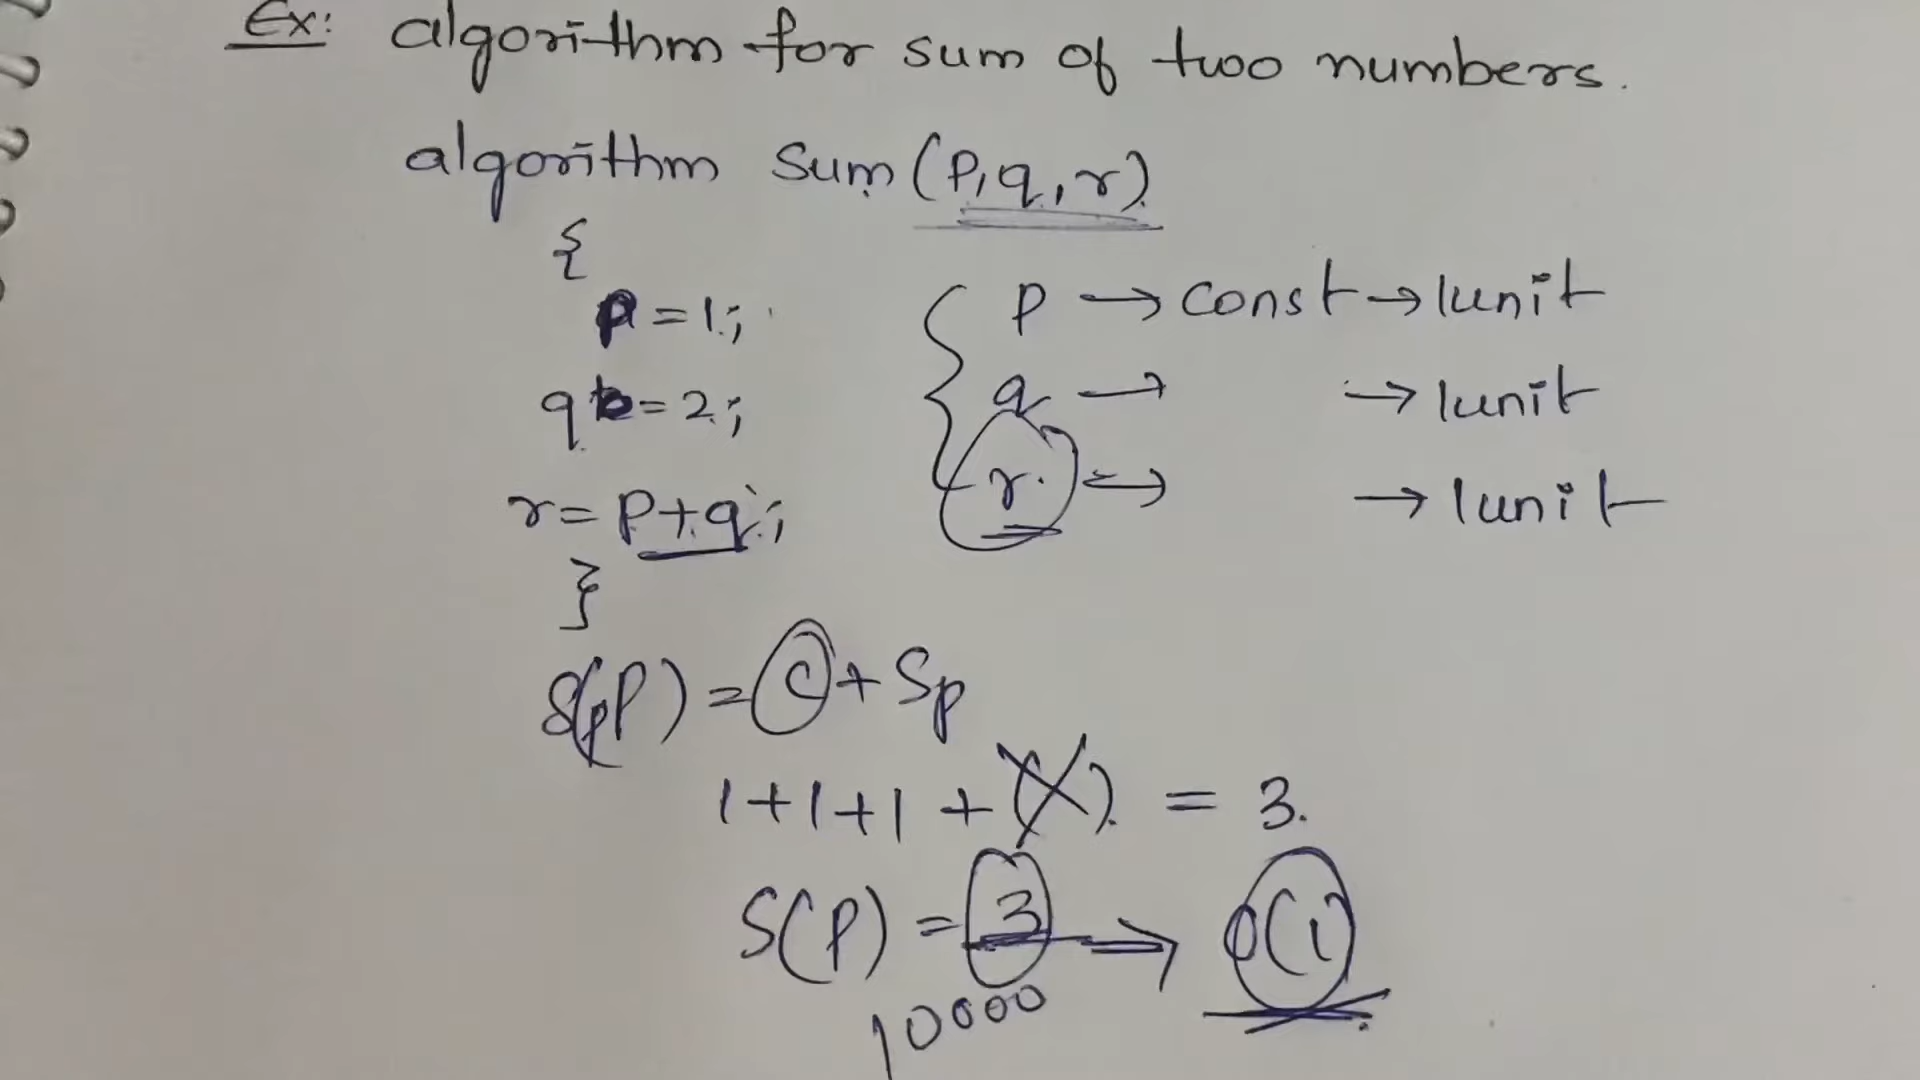 Ex: algorithm for sum of two numbers.
algorithm sum(P,q,r)
{
P=1;
q=2;
r=P+q;
}
P → const → 1unit
q → → 1unit
r. → → 1unit
S(P) = C + Sp
1+1+1 + ( ) = 3.
S(P) = 3 → O(1)
10000